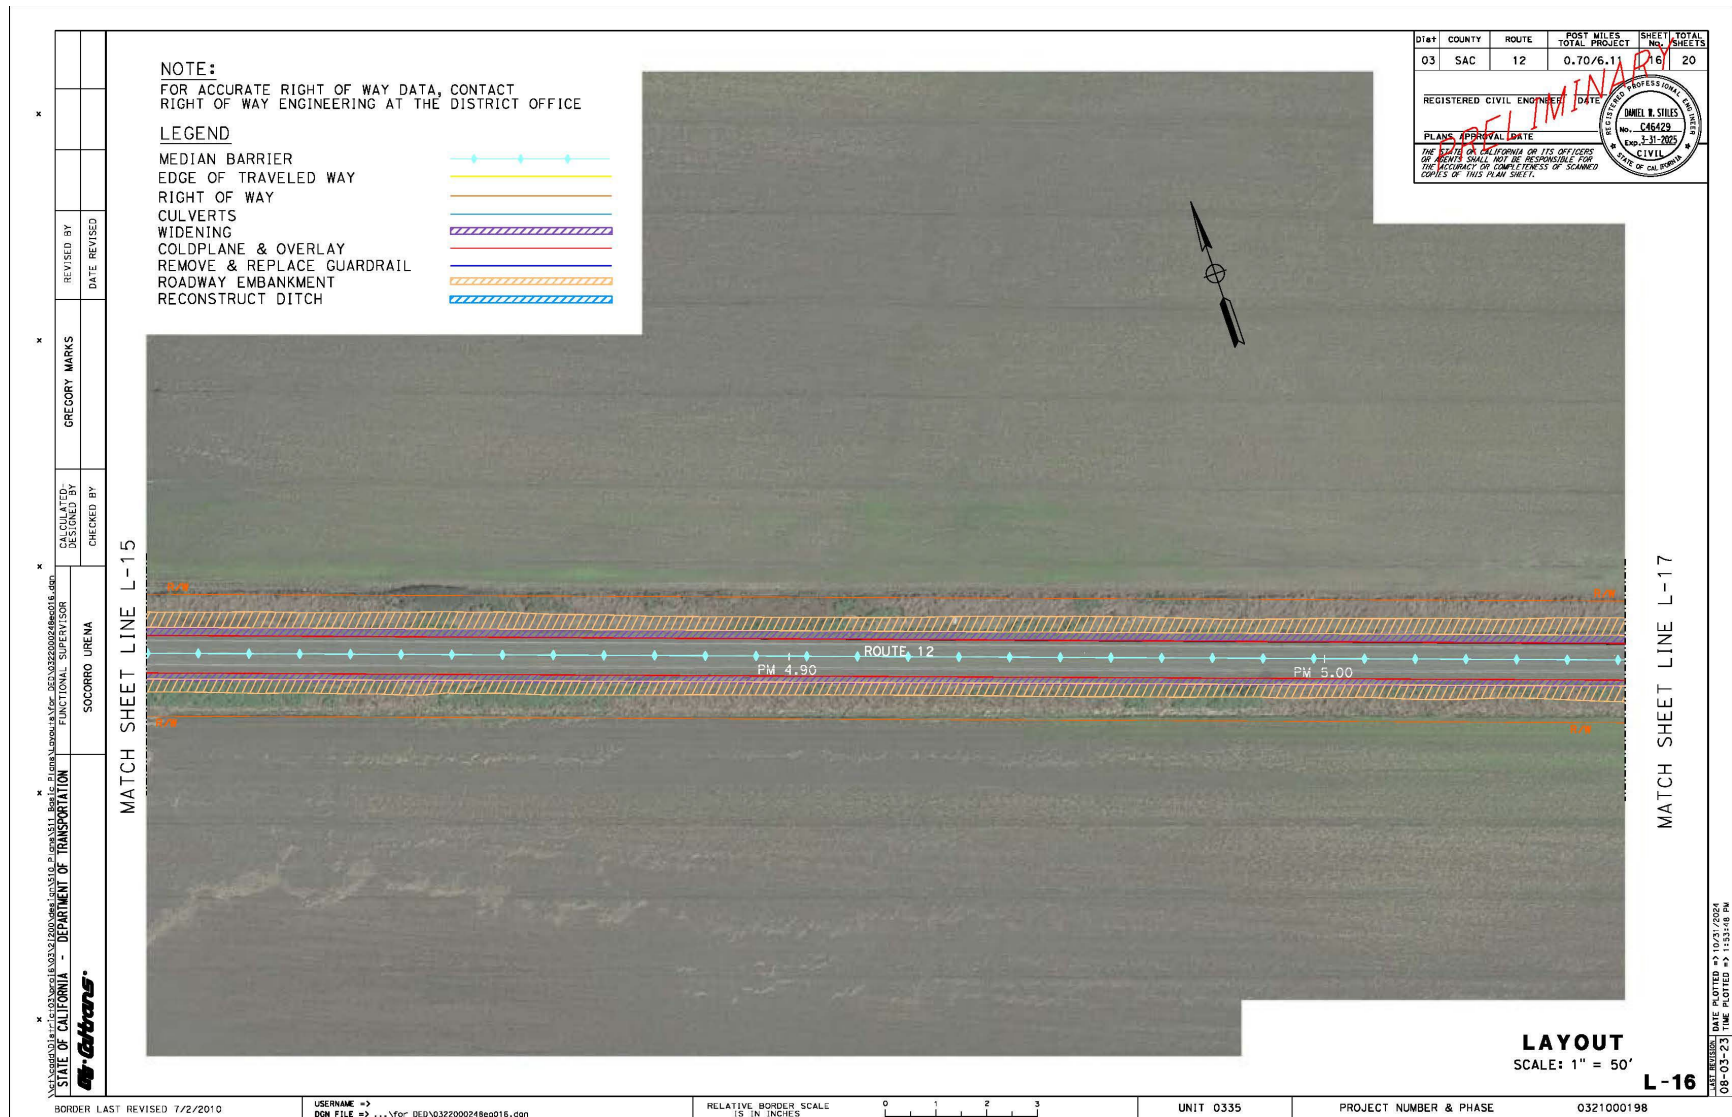 NOTE:
FOR ACCURATE RIGHT OF WAY DATA, CONTACT
RIGHT OF WAY ENGINEERING AT THE DISTRICT OFFICE
LEGEND
MEDIAN BARRIER
EDGE OF TRAVELED WAY
RIGHT OF WAY
CULVERTS
WIDENING
COLDPLANE & OVERLAY
REMOVE & REPLACE GUARDRAIL
ROADWAY EMBANKMENT
RECONSTRUCT DITCH
Dist COUNTY ROUTE POST MILES TOTAL PROJECT SHEET No. TOTAL SHEETS
03 SAC 12 0.70/6.11 16 20
PRELIMINARY
REGISTERED CIVIL ENGINEER DATE
PLANS APPROVAL DATE
THE STATE OF CALIFORNIA OR ITS OFFICERS
OR AGENTS SHALL NOT BE RESPONSIBLE FOR
THE ACCURACY OR COMPLETENESS OF SCANNED
COPIES OF THIS PLAN SHEET.
REGISTERED PROFESSIONAL ENGINEER
DANIEL W. STILES
No. C46429
Exp. 3-31-2025
CIVIL
STATE OF CALIFORNIA
REVISED BY
DATE REVISED
GREGORY MARKS
CALCULATED-
DESIGNED BY
CHECKED BY
FUNCTIONAL SUPERVISOR
SOCORRO URENA
STATE OF CALIFORNIA - DEPARTMENT OF TRANSPORTATION
Caltrans
MATCH SHEET LINE L-15
R/W
R/W
ROUTE 12
PM 4.90
PM 5.00
R/W
R/W
MATCH SHEET LINE L-17
LAYOUT
SCALE: 1" = 50'
L-16
LAST REVISION
08-03-23
DATE PLOTTED => 10/31/2024
TIME PLOTTED => 1:53:48 PM
BORDER LAST REVISED 7/2/2010
USERNAME =>
DGN FILE => ...\for DED\0322000248ea016.dgn
RELATIVE BORDER SCALE
IS IN INCHES
0 1 2 3
UNIT 0335
PROJECT NUMBER & PHASE
0321000198